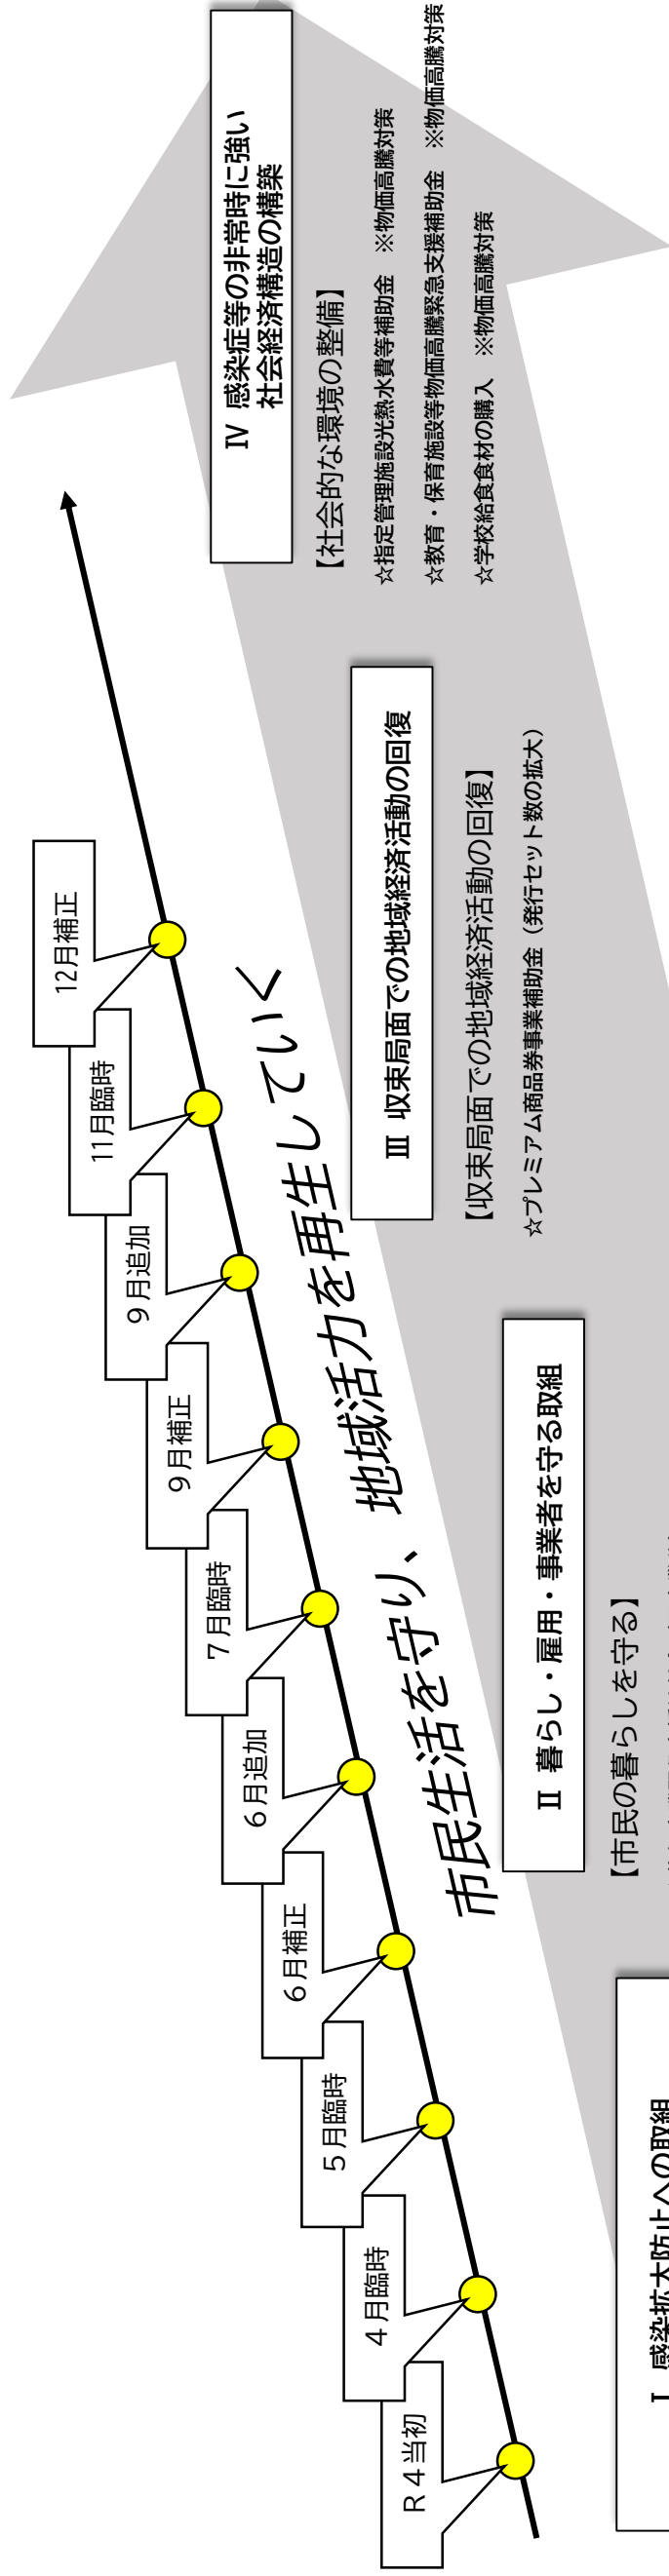 R４当初
４月臨時
５月臨時
６月補正
６月追加
７月臨時
９月補正
９月追加
11月臨時
12月補正
市民生活を守り、地域活力を再生していく
Ⅰ 感染拡大防止への取組
Ⅱ 暮らし・雇用・事業者を守る取組
【市民の暮らしを守る】
Ⅲ 収束局面での地域経済活動の回復
【収束局面での地域経済活動の回復】
☆プレミアム商品券事業補助金（発行セット数の拡大）
Ⅳ 感染症等の非常時に強い
社会経済構造の構築
【社会的な環境の整備】
☆指定管理施設光熱水費等補助金 ※物価高騰対策
☆教育・保育施設等物価高騰緊急支援補助金 ※物価高騰対策
☆学校給食食材の購入 ※物価高騰対策